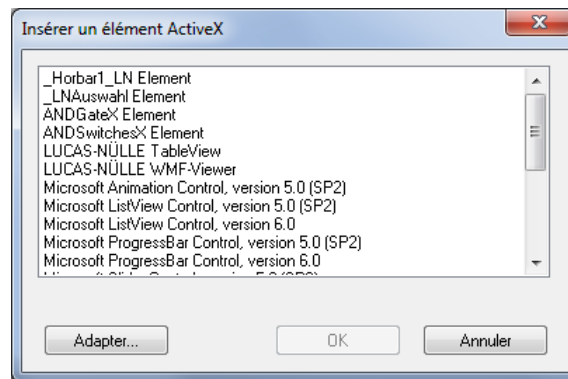 Insérer un élément ActiveX
_Horbar1_LN Element
_LNAuswahl Element
ANDGateX Element
ANDSwitchesX Element
LUCAS-NÜLLE TableView
LUCAS-NÜLLE WMF-Viewer
Microsoft Animation Control, version 5.0 (SP2)
Microsoft ListView Control, version 5.0 (SP2)
Microsoft ListView Control, version 6.0
Microsoft ProgressBar Control, version 5.0 (SP2)
Microsoft ProgressBar Control, version 6.0
Adapter...
OK
Annuler